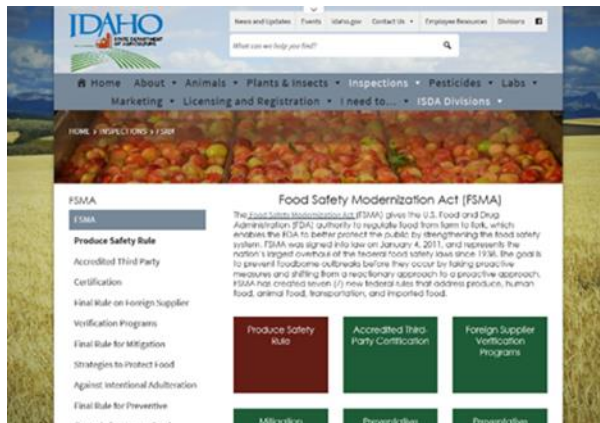 IDAHO
STATE DEPARTMENT
OF AGRICULTURE
News and Updates Events Idaho.gov Contact Us Employee Resources Divisions
What can we help you find?
Home About Animals Plants & Insects Inspections Pesticides Labs
Marketing Licensing and Registration I need to... ISDA Divisions
HOME > INSPECTIONS > FSMA
FSMA
FSMA
Produce Safety Rule
Accredited Third Party
Certification
Final Rule on Foreign Supplier
Verification Programs
Final Rule for Mitigation
Strategies to Protect Food
Against Intentional Adulteration
Final Rule for Preventive
Food Safety Modernization Act (FSMA)
The Food Safety Modernization Act (FSMA) gives the U.S. Food and Drug
Administration (FDA) authority to regulate food from farm to fork, which
enables the FDA to better protect the public by strengthening the food safety
system. FSMA was signed into law on January 4, 2011, and represents the
nation's largest overhaul of the federal food safety laws since 1938. The goal is
to prevent foodborne outbreaks before they occur by taking proactive
measures and shifting from a reactionary approach to a proactive approach.
FSMA has created seven (7) new federal rules that address produce, human
food, animal food, transportation, and imported food.
Produce Safety
Rule
Accredited Third-
Party Certification
Foreign Supplier
Verification
Programs
Mitigation
Preventative
Preventative